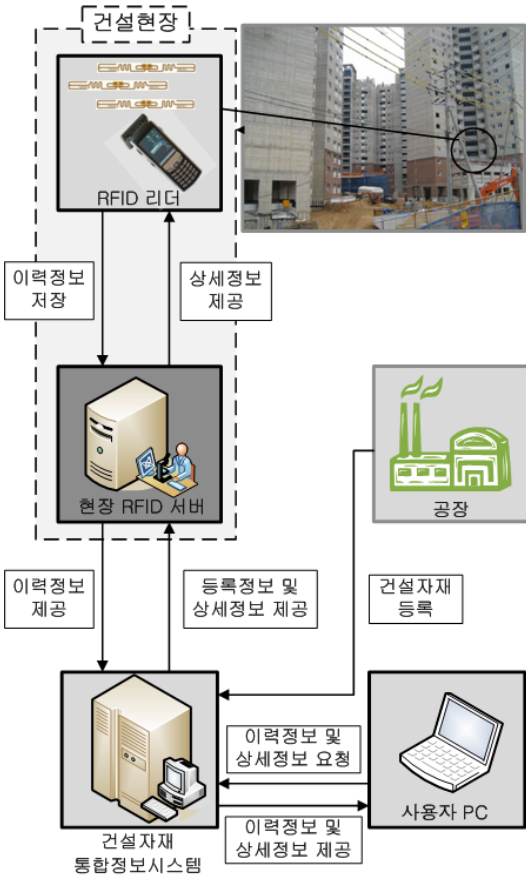 건설현장
RFID 리더
이력정보
저장
상세정보
제공
현장 RFID 서버
공장
이력정보
제공
등록정보 및
상세정보 제공
건설자재
등록
이력정보 및
상세정보 요청
사용자 PC
이력정보 및
상세정보 제공
건설자재
통합정보시스템